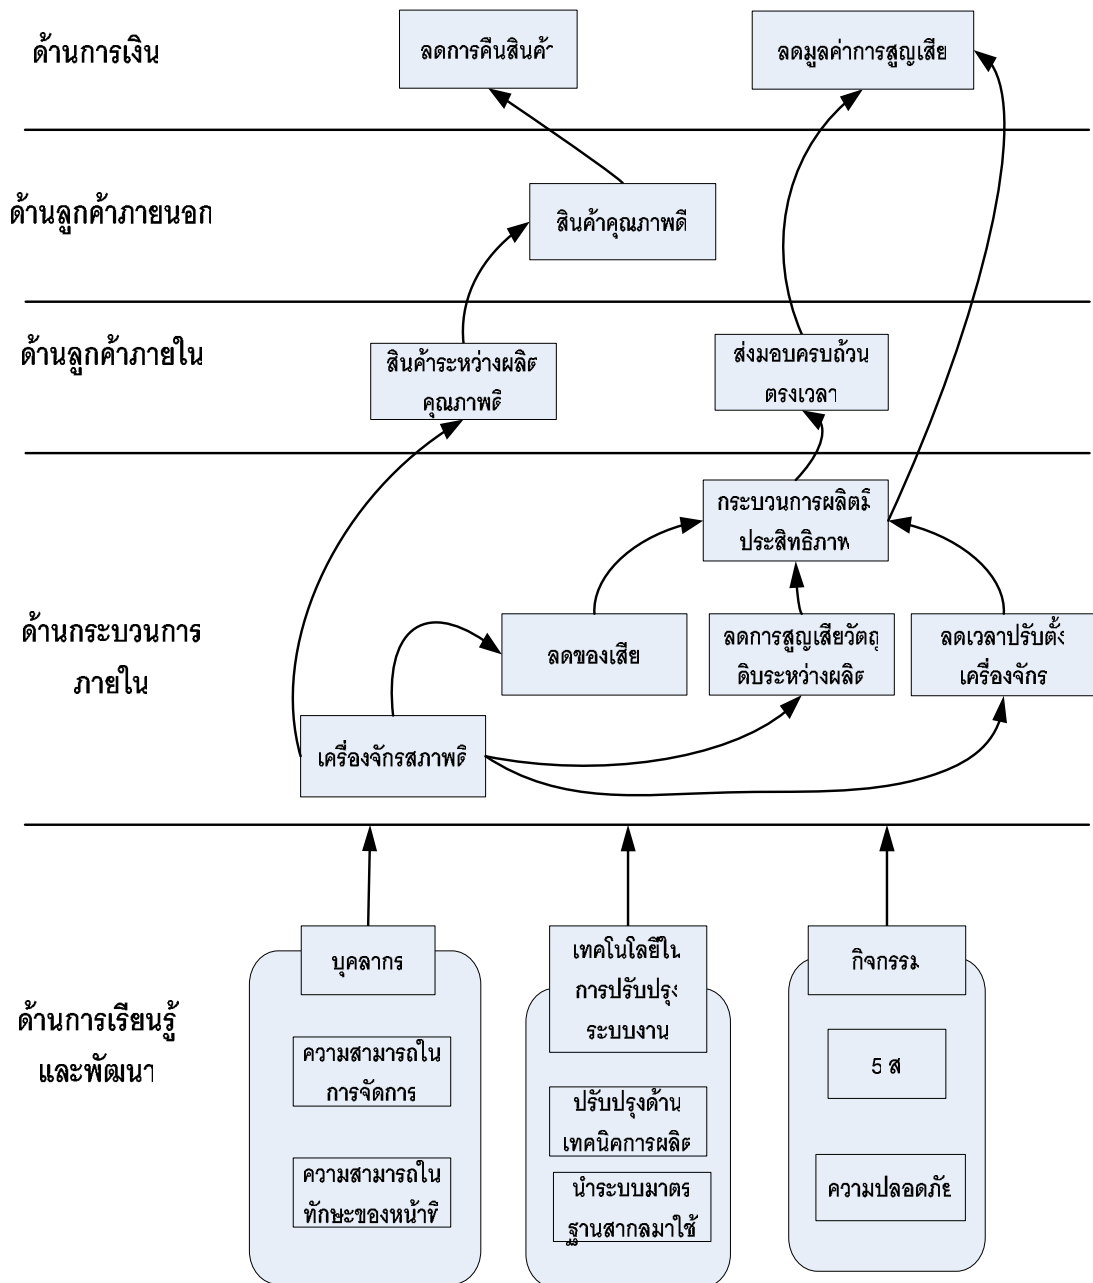 ด้านการเงิน
ลดการคืนสินค้า
ลดมูลค่าการสูญเสีย
ด้านลูกค้าภายนอก
สินค้าคุณภาพดี
ด้านลูกค้าภายใน
สินค้าระหว่างผลิต
คุณภาพดี
ส่งมอบครบถ้วน
ตรงเวลา
กระบวนการผลิตมี
ประสิทธิภาพ
ด้านกระบวนการ
ภายใน
ลดของเสีย
ลดการสูญเสียวัตถุ
ดิบระหว่างผลิต
ลดเวลาปรับตั้ง
เครื่องจักร
เครื่องจักรสภาพดี
ด้านการเรียนรู้
และพัฒนา
บุคลากร
ความสามารถใน
การจัดการ
ความสามารถใน
ทักษะของหน้าที่
เทคโนโลยีใน
การปรับปรุง
ระบบงาน
ปรับปรุงด้าน
เทคนิคการผลิต
นำระบบมาตร
ฐานสากลมาใช้
กิจกรรม
5 ส
ความปลอดภัย